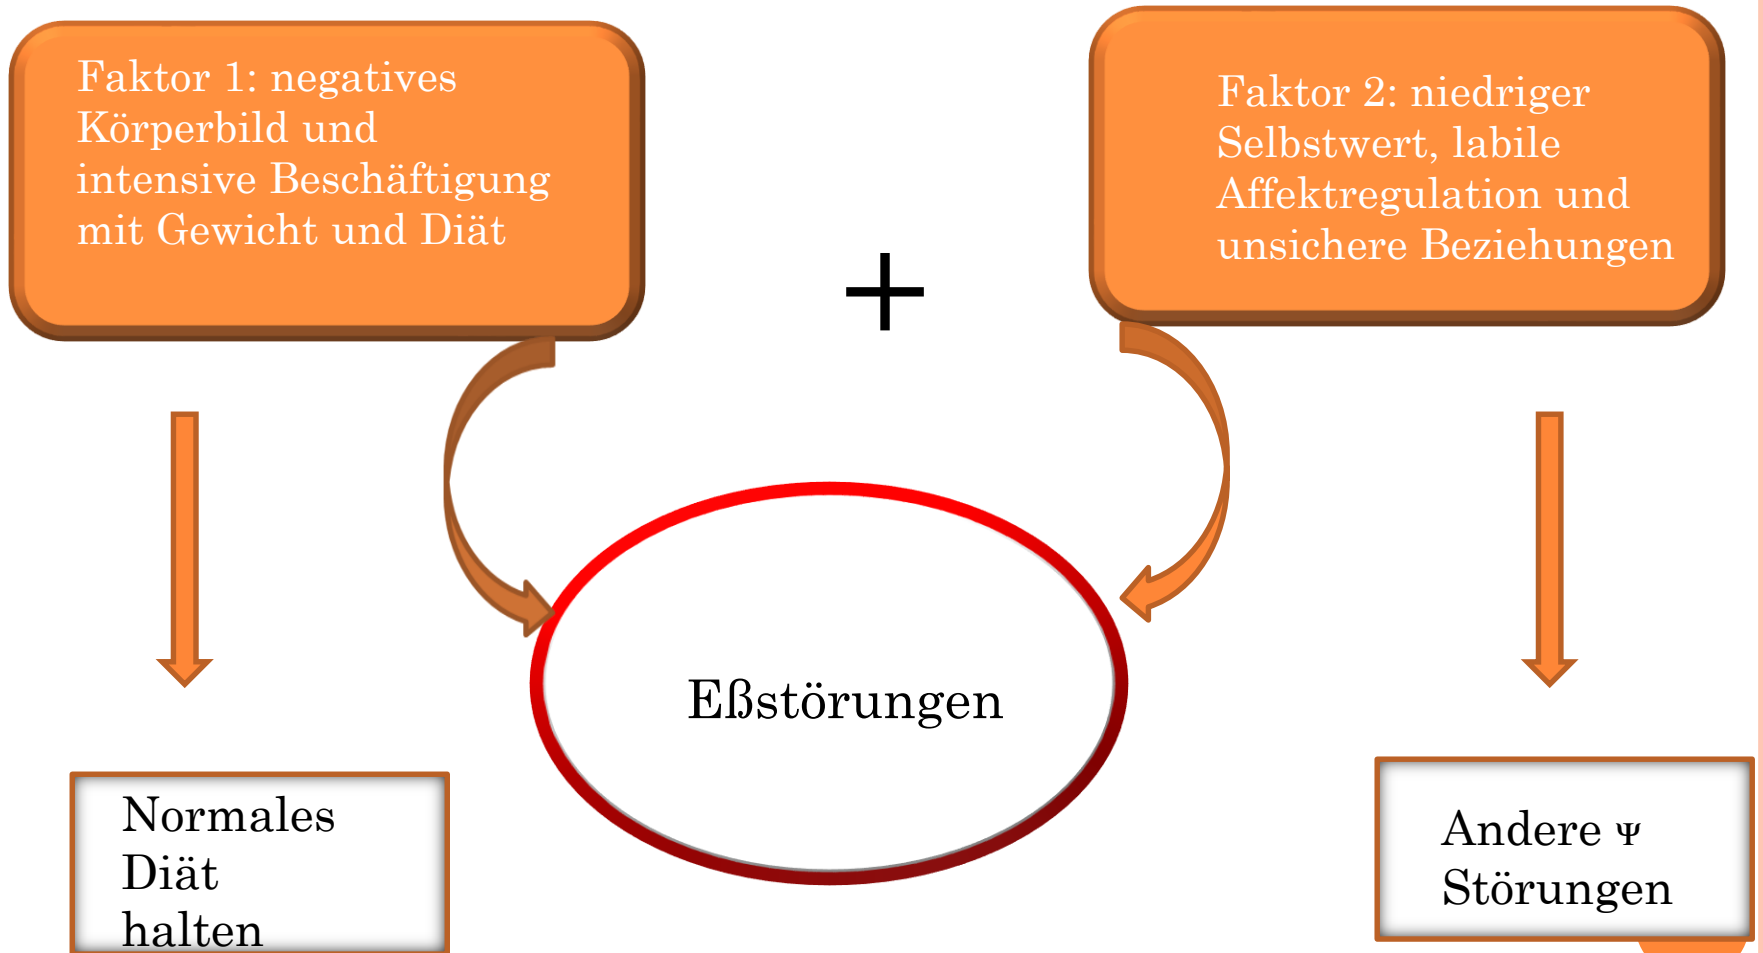 Faktor 1: negatives
Körperbild und
intensive Beschäftigung
mit Gewicht und Diät
Faktor 2: niedriger
Selbstwert, labile
Affektregulation und
unsichere Beziehungen
+
Eßstörungen
Normales
Diät
halten
Andere Ψ
Störungen